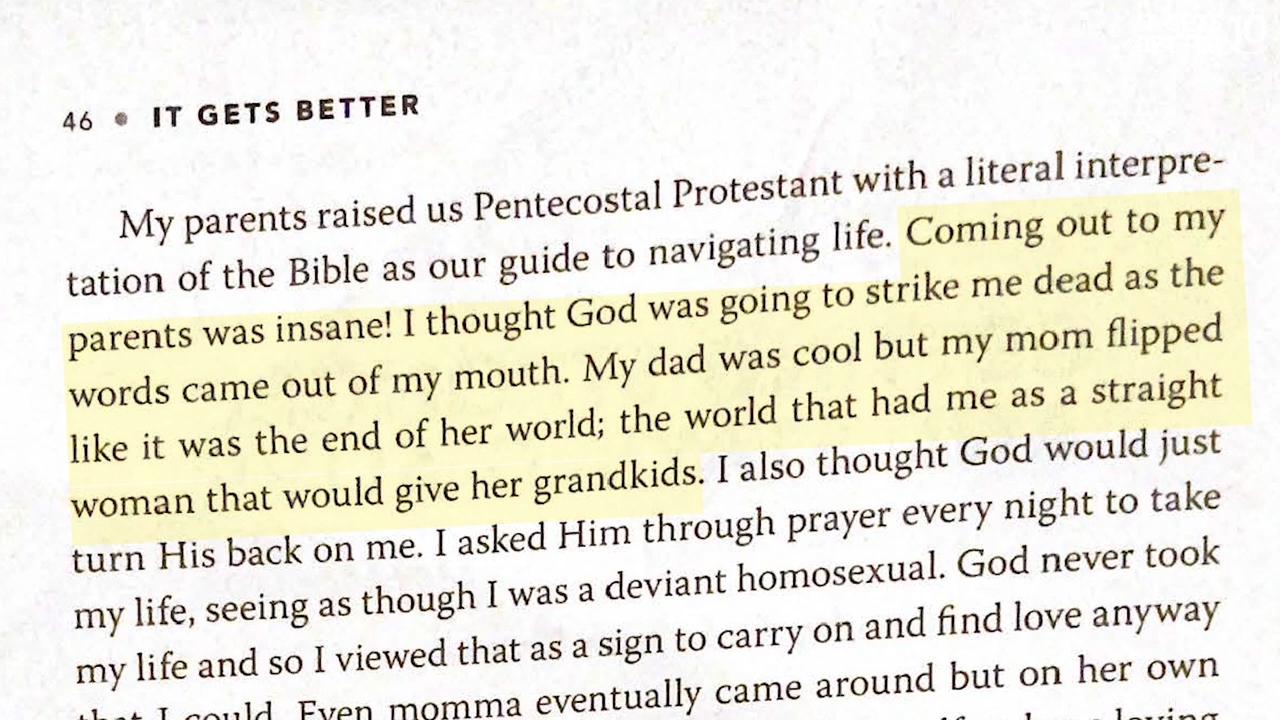 46 • IT GETS BETTER
My parents raised us Pentecostal Protestant with a literal interpre-
tation of the Bible as our guide to navigating life. Coming out to my
parents was insane! I thought God was going to strike me dead as the
words came out of my mouth. My dad was cool but my mom flipped
like it was the end of her world; the world that had me as a straight
woman that would give her grandkids. I also thought God would just
turn His back on me. I asked Him through prayer every night to take
my life, seeing as though I was a deviant homosexual. God never took
my life and so I viewed that as a sign to carry on and find love anyway
that I could. Even momma eventually came around but on her own
loving